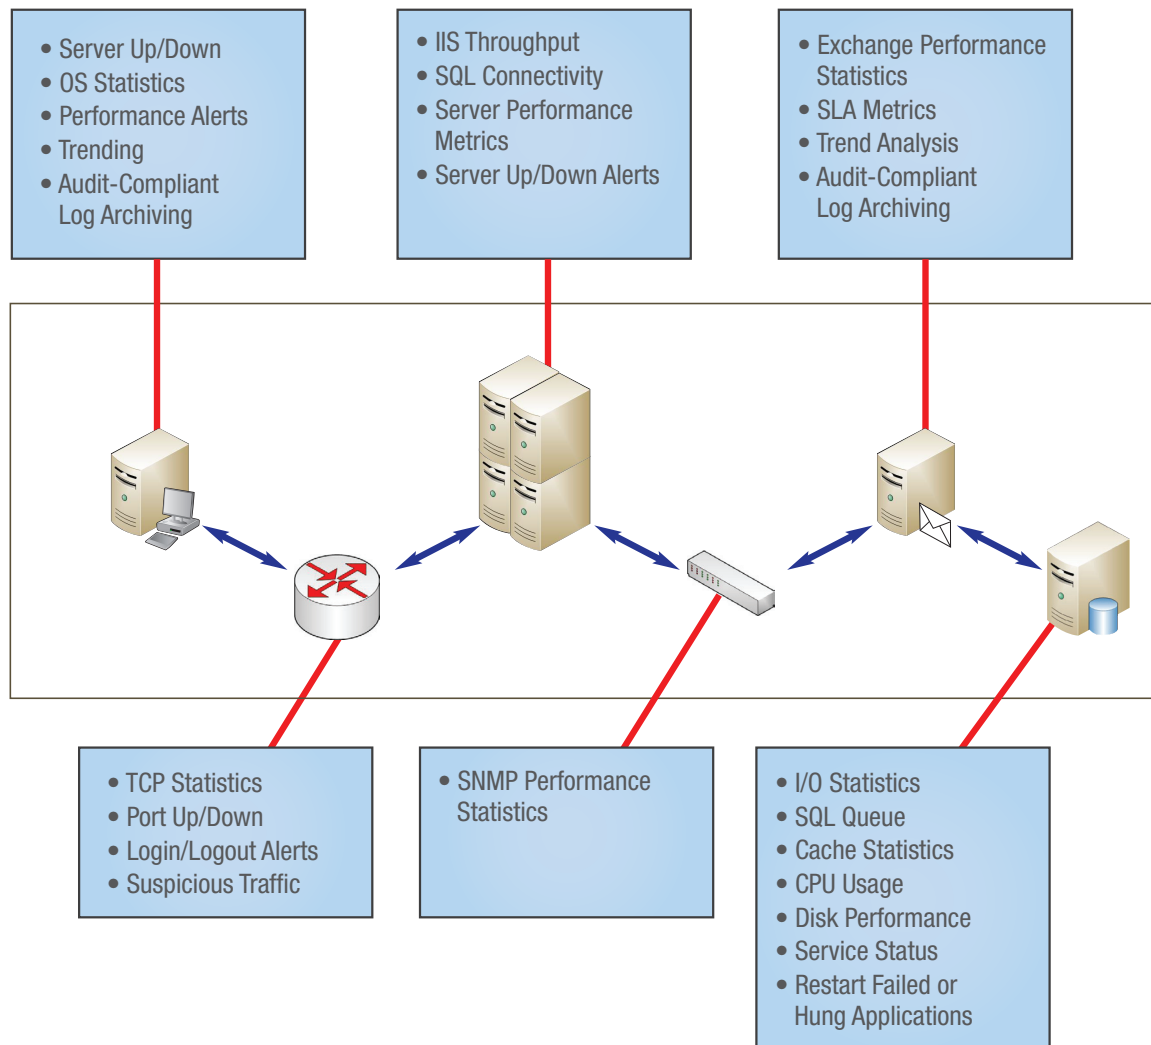 • Server Up/Down
• OS Statistics
• Performance Alerts
• Trending
• Audit-Compliant
Log Archiving
• IIS Throughput
• SQL Connectivity
• Server Performance
Metrics
• Server Up/Down Alerts
• Exchange Performance
Statistics
• SLA Metrics
• Trend Analysis
• Audit-Compliant
Log Archiving
• TCP Statistics
• Port Up/Down
• Login/Logout Alerts
• Suspicious Traffic
• SNMP Performance
Statistics
• I/O Statistics
• SQL Queue
• Cache Statistics
• CPU Usage
• Disk Performance
• Service Status
• Restart Failed or
Hung Applications